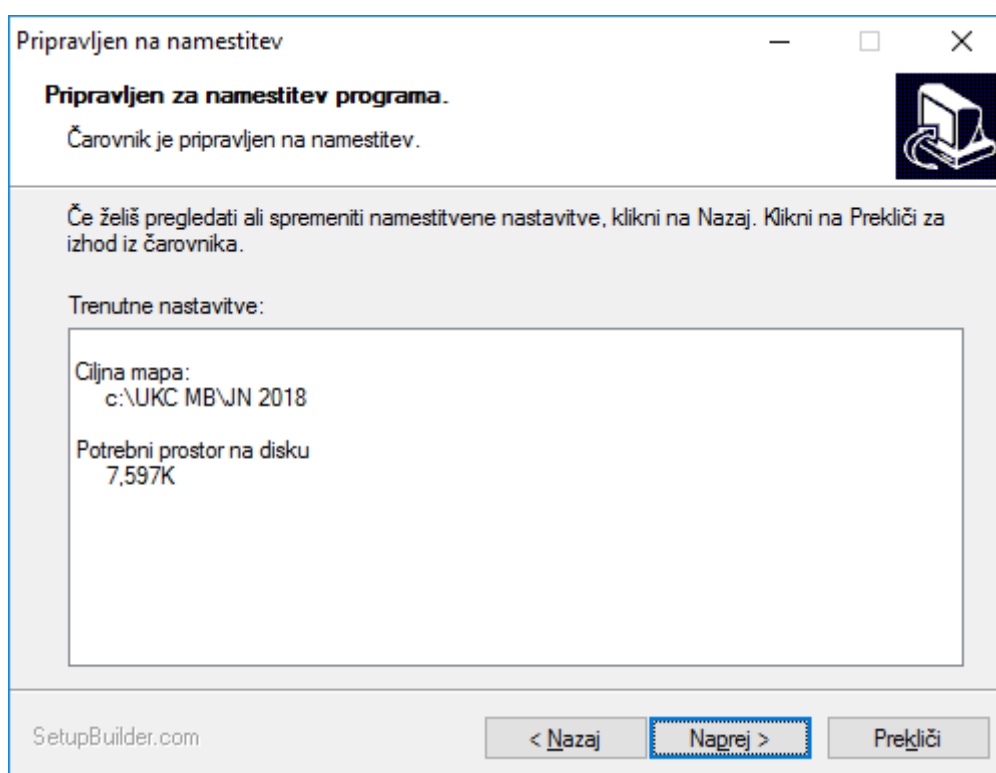 Pripravljen na namestitev
Pripravljen za namestitev programa.
Čarovnik je pripravljen na namestitev.
Če želiš pregledati ali spremeniti namestitvene nastavitve, klikni na Nazaj. Klikni na Prekliči za
izhod iz čarovnika.
Trenutne nastavitve:
Ciljna mapa:
c:\UKC MB\JN 2018
Potrebni prostor na disku
7,597K
SetupBuilder.com
< Nazaj
Naprej >
Prekliči